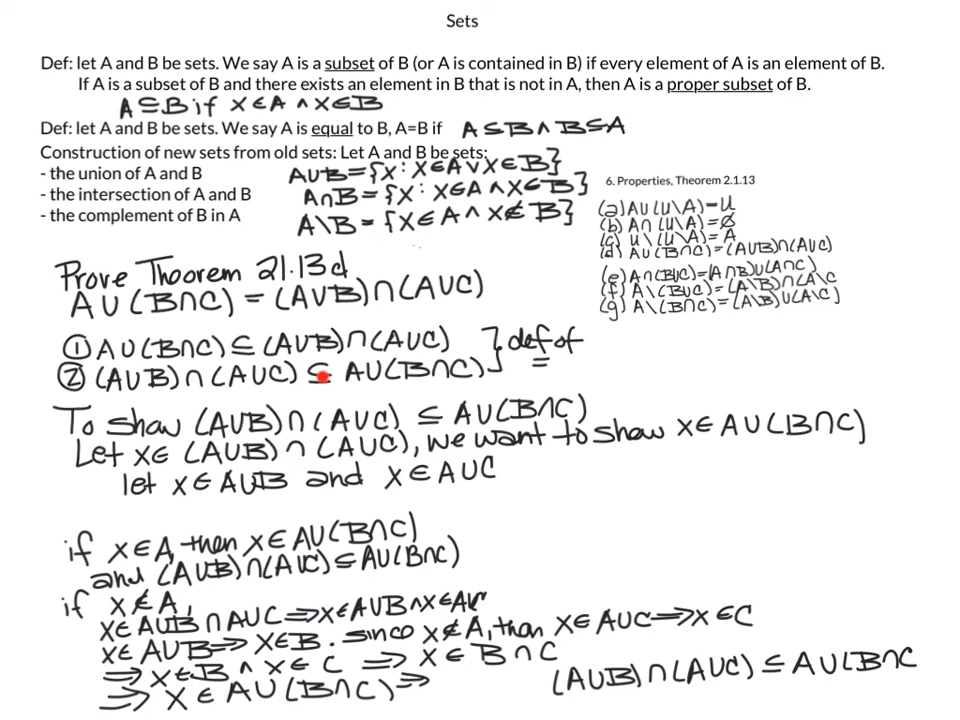 Sets
Def: let A and B be sets. We say A is a subset of B (or A is contained in B) if every element of A is an element of B.
If A is a subset of B and there exists an element in B that is not in A, then A is a proper subset of B.
A⊆B if X∈A ∧ X∈B
Def: let A and B be sets. We say A is equal to B, A=B if A⊆B ∧ B⊆A
Construction of new sets from old sets: Let A and B be sets:
- the union of A and B A∪B={X: X∈A ∨ X∈B}
- the intersection of A and B A∩B={X: X∈A ∧ X∈B}
- the complement of B in A A\B={X∈A ∧ X∉B}
6. Properties, Theorem 2.1.13
(a) A∪(U\A)=U
(b) A∩(U\A)=∅
(c) U\(U\A)=A
(d) A∪(B∩C)=(A∪B)∩(A∪C)
(e) A∩(B∪C)=(A∩B)∪(A∩C)
(f) A\(B∪C)=(A\B)∩(A\C
(g) A\(B∩C)=(A\B)∪(A\C)
Prove Theorem 21.13d
A∪(B∩C)=(A∪B)∩(A∪C)
① A∪(B∩C)⊆(A∪B)∩(A∪C) } def of
② (A∪B)∩(A∪C)⊆ A∪(B∩C) =
To show (A∪B)∩(A∪C) ⊆ A∪(B∩C)
Let X∈ (A∪B)∩(A∪C), we want to show X∈A∪(B∩C)
let X∈A∪B and X∈A∪C
if X∈A, then X∈A∪(B∩C)
and (A∪B)∩(A∪C)⊆A∪(B∩C)
if X∉A,
X∈A∪B∩A∪C⇒X∈A∪B∧X∈A∪C
X∈A∪B⇒X∈B. since X∉A, then X∈A∪C⇒X∈C
⇒X∈B∧X∈C ⇒ X∈B∩C
⇒ X∈A∪(B∩C)⇒ (A∪B)∩(A∪C)⊆A∪(B∩C